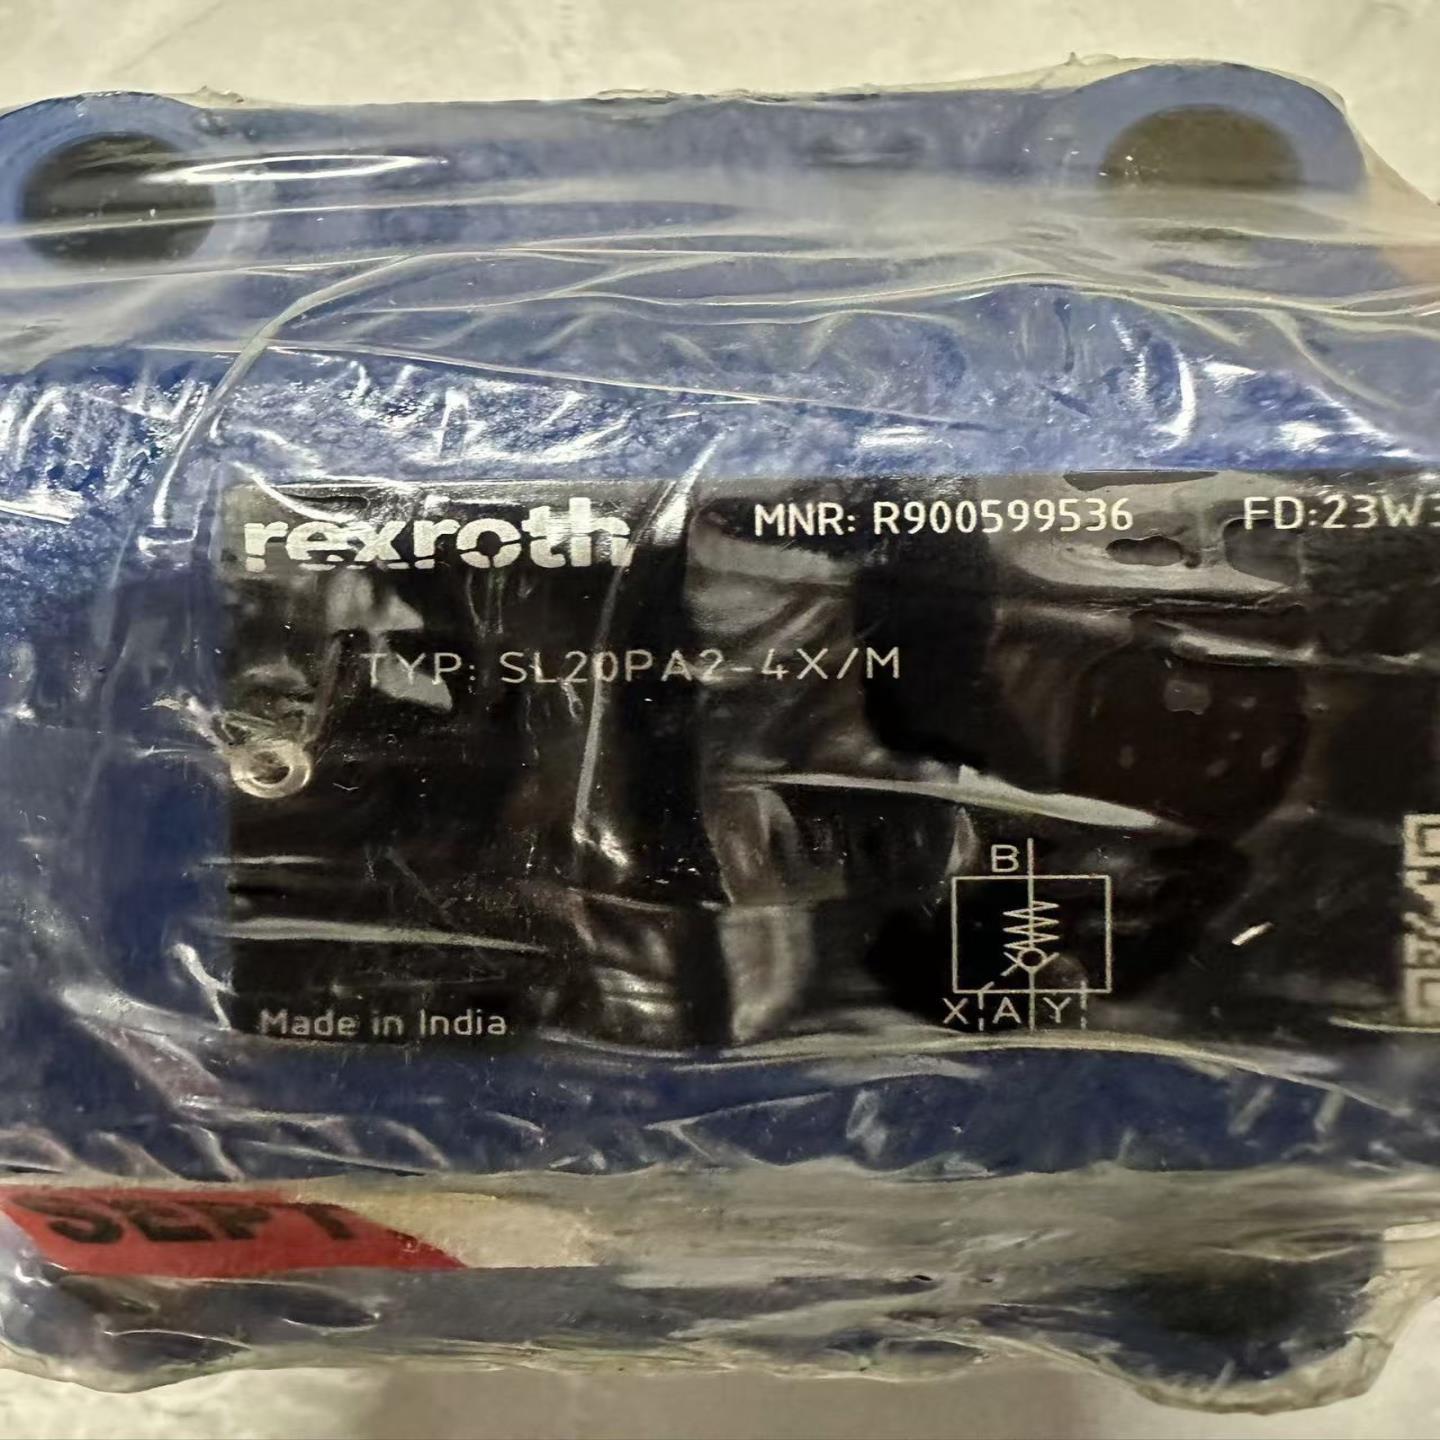 rexroth MNR: R900599536 FD:23W3
TYP: SL20PA2-4X/M
B
X A Y
Made in India
SEPT